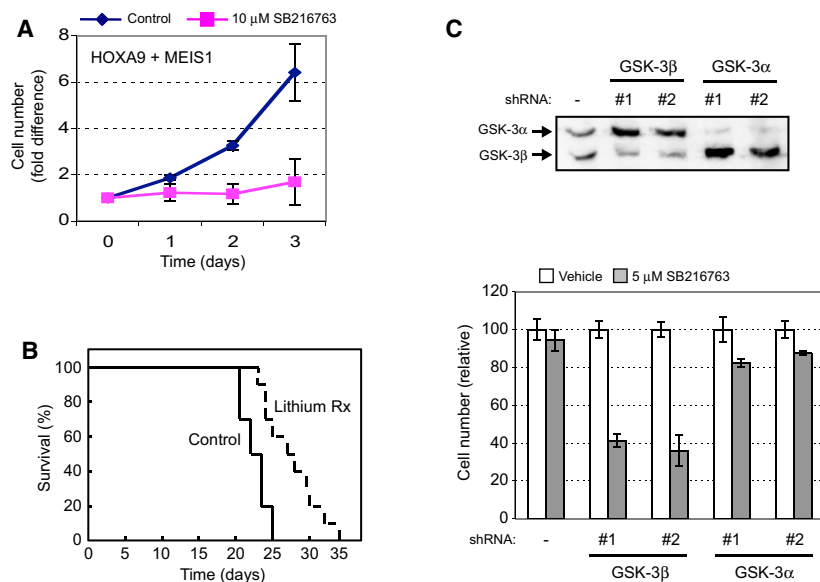 A
Control
10 µM SB216763
HOXA9 + MEIS1
Cell number
(fold difference)
8
6
4
2
0
0 1 2 3
Time (days)
B
Survival (%)
100
80
60
40
20
0
Lithium Rx
Control
0 5 10 15 20 25 30 35
Time (days)
C
GSK-3β GSK-3α
shRNA: - #1 #2 #1 #2
GSK-3α
GSK-3β
Vehicle
5 µM SB216763
Cell number (relative)
120
100
80
60
40
20
0
shRNA: - #1 #2 #1 #2
GSK-3β GSK-3α